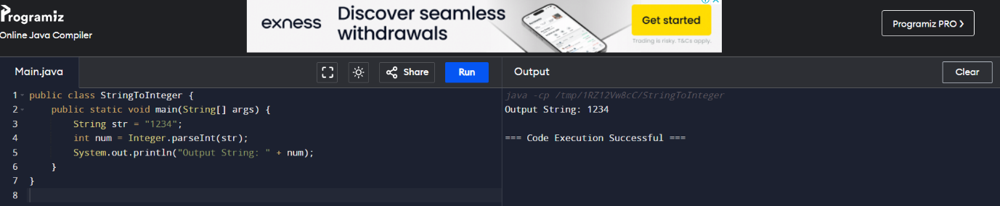 Programiz
Online Java Compiler
exness
Discover seamless
withdrawals
Get started
Trading is risky. T&Cs apply.
Programiz PRO ❯
Main.java
Share
Run
Output
Clear
1 public class StringToInteger {
2     public static void main(String[] args) {
3         String str = "1234";
4         int num = Integer.parseInt(str);
5         System.out.println("Output String: " + num);
6     }
7 }
8
java -cp /tmp/1RZ12Vw8cC/StringToInteger
Output String: 1234
=== Code Execution Successful ===